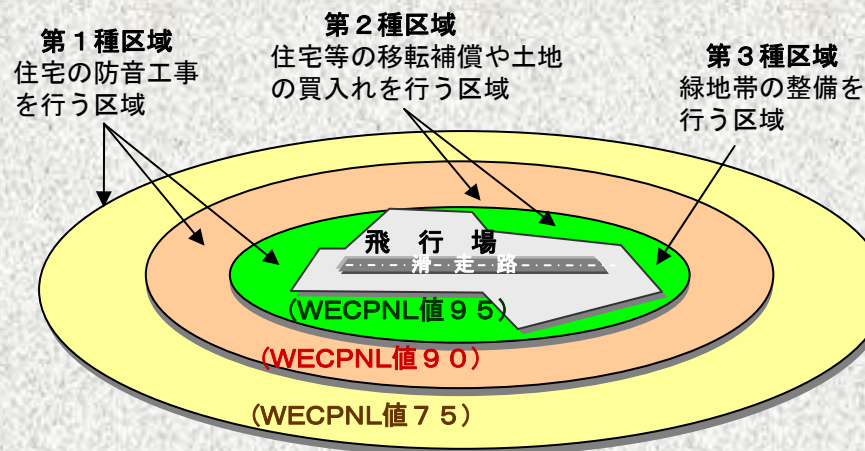 第１種区域
住宅の防音工事
を行う区域
第２種区域
住宅等の移転補償や土地
の買入れを行う区域
第３種区域
緑地帯の整備を
行う区域
飛　行　場
滑　走　路
(WECPNL値９５)
(WECPNL値９０)
(WECPNL値７５)